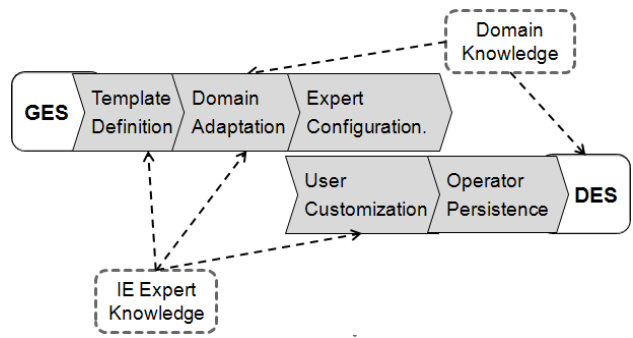 Domain
Knowledge
GES
Template
Definition
Domain
Adaptation
Expert
Configuration.
User
Customization
Operator
Persistence
DES
IE Expert
Knowledge